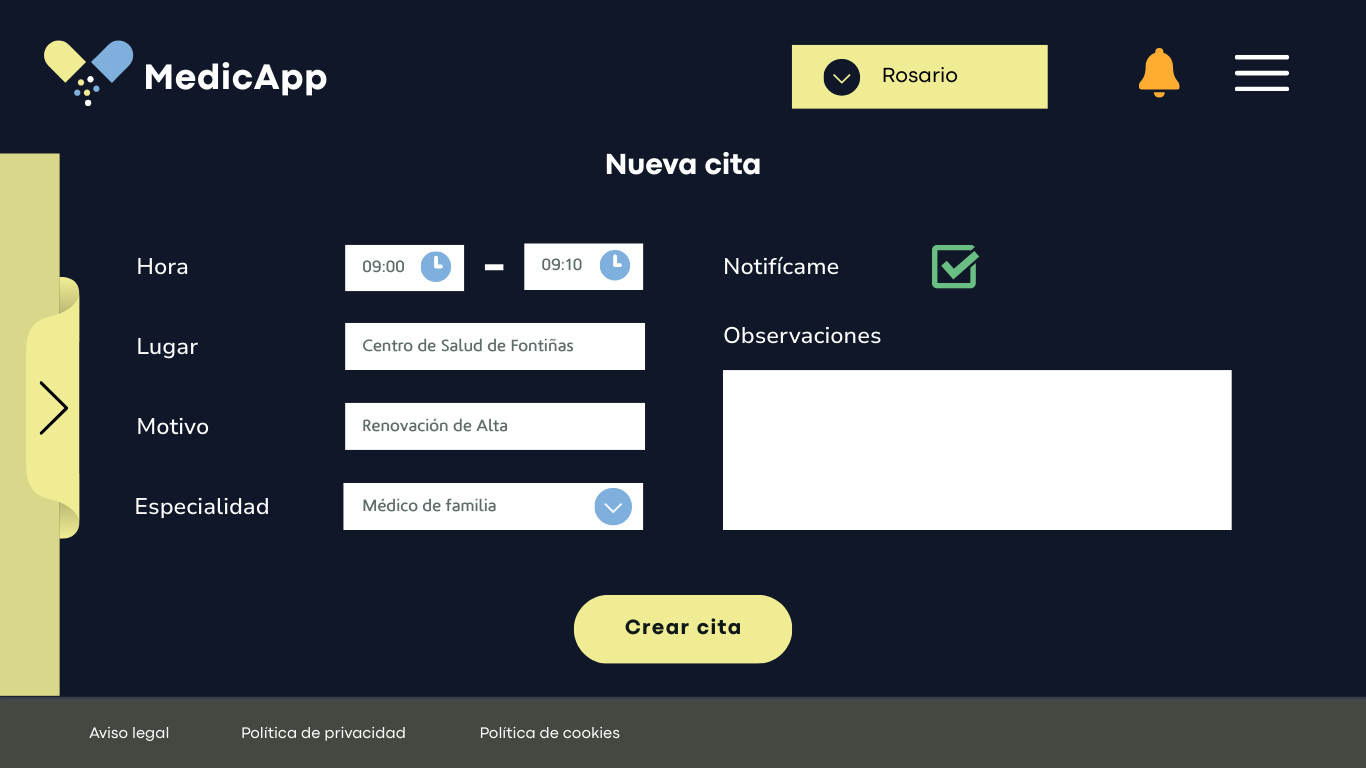 MedicApp
Rosario
Nueva cita
Hora
09:00
09:10
Notifícame
Lugar
Centro de Salud de Fontiñas
Observaciones
Motivo
Renovación de Alta
Especialidad
Médico de familia
Crear cita
Aviso legal
Política de privacidad
Política de cookies